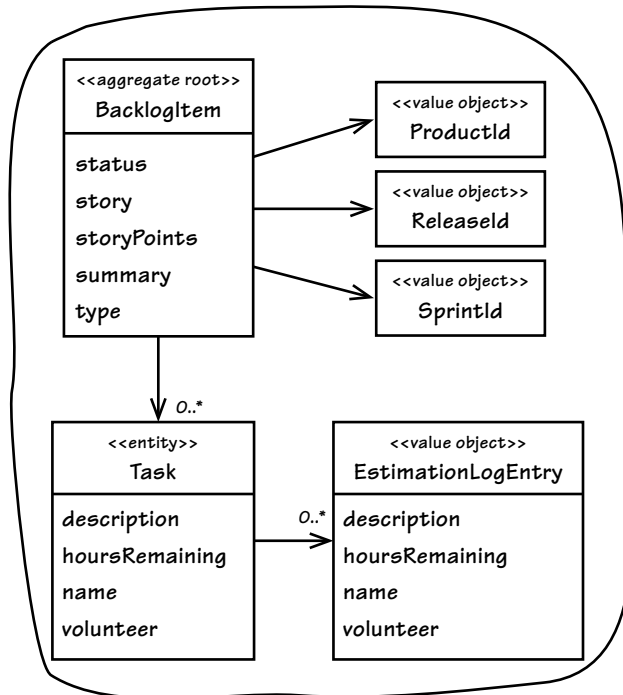 <<aggregate root>>
BacklogItem
status
story
storyPoints
summary
type
<<value object>>
ProductId
<<value object>>
ReleaseId
<<value object>>
SprintId
0..*
<<entity>>
Task
description
hoursRemaining
name
volunteer
0..*
<<value object>>
EstimationLogEntry
description
hoursRemaining
name
volunteer